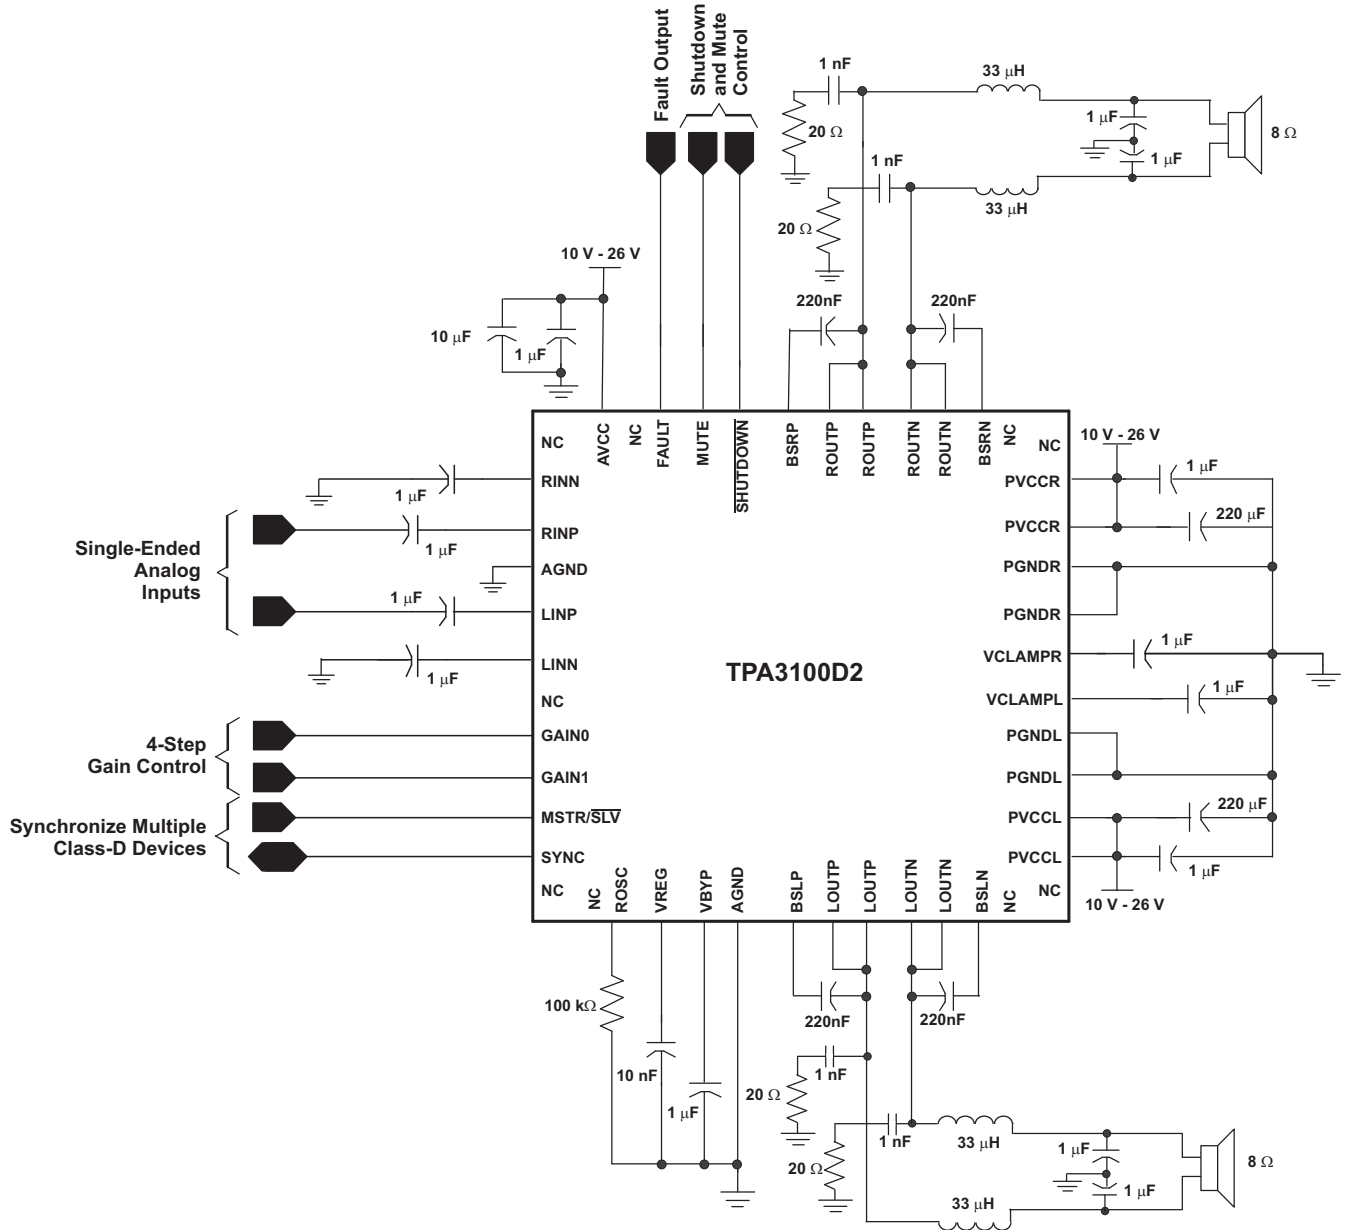 Fault Output
Shutdown
and Mute
Control
1 nF
33 μH
20 Ω
1 μF
8 Ω
1 nF
1 μF
33 μH
20 Ω
10 V - 26 V
220nF
220nF
10 μF
1 μF
NC
AVCC
NC
FAULT
MUTE
SHUTDOWN
BSRP
ROUTP
ROUTP
ROUTN
ROUTN
BSRN
NC
NC
10 V - 26 V
1 μF
RINN
PVCCR
1 μF
220 μF
RINP
PVCCR
1 μF
Single-Ended
Analog
Inputs
AGND
PGNDR
1 μF
LINP
PGNDR
1 μF
LINN
VCLAMPR
1 μF
TPA3100D2
1 μF
NC
VCLAMPL
4-Step
Gain Control
GAIN0
PGNDL
GAIN1
PGNDL
220 μF
Synchronize Multiple
Class-D Devices
MSTR/SLV
PVCCL
SYNC
PVCCL
1 μF
NC
NC
ROSC
VREG
VBYP
AGND
BSLP
LOUTP
LOUTP
LOUTN
LOUTN
BSLN
NC
NC
10 V - 26 V
100 kΩ
220nF
220nF
10 nF
1 nF
20 Ω
1 μF
1 nF
33 μH
1 μF
8 Ω
20 Ω
1 μF
33 μH